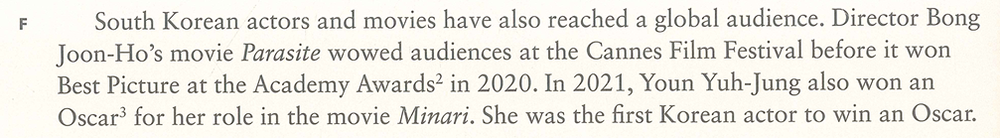 F South Korean actors and movies have also reached a global audience. Director Bong
Joon-Ho's movie Parasite wowed audiences at the Cannes Film Festival before it won
Best Picture at the Academy Awards² in 2020. In 2021, Youn Yuh-Jung also won an
Oscar³ for her role in the movie Minari. She was the first Korean actor to win an Oscar.